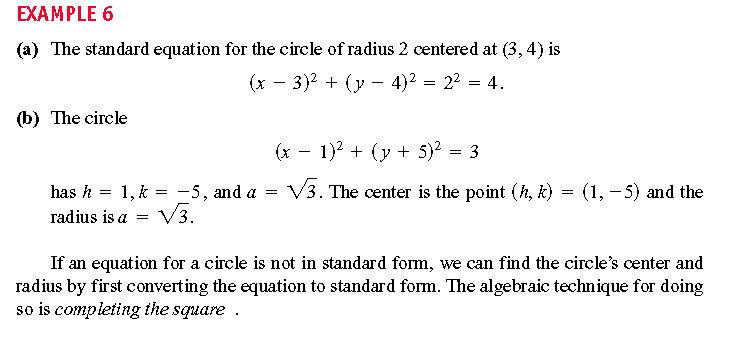 EXAMPLE 6
(a) The standard equation for the circle of radius 2 centered at (3, 4) is
(x − 3)² + (y − 4)² = 2² = 4.
(b) The circle
(x − 1)² + (y + 5)² = 3
has h = 1, k = −5, and a = √3. The center is the point (h, k) = (1, −5) and the
radius is a = √3.
If an equation for a circle is not in standard form, we can find the circle’s center and
radius by first converting the equation to standard form. The algebraic technique for doing
so is completing the square .